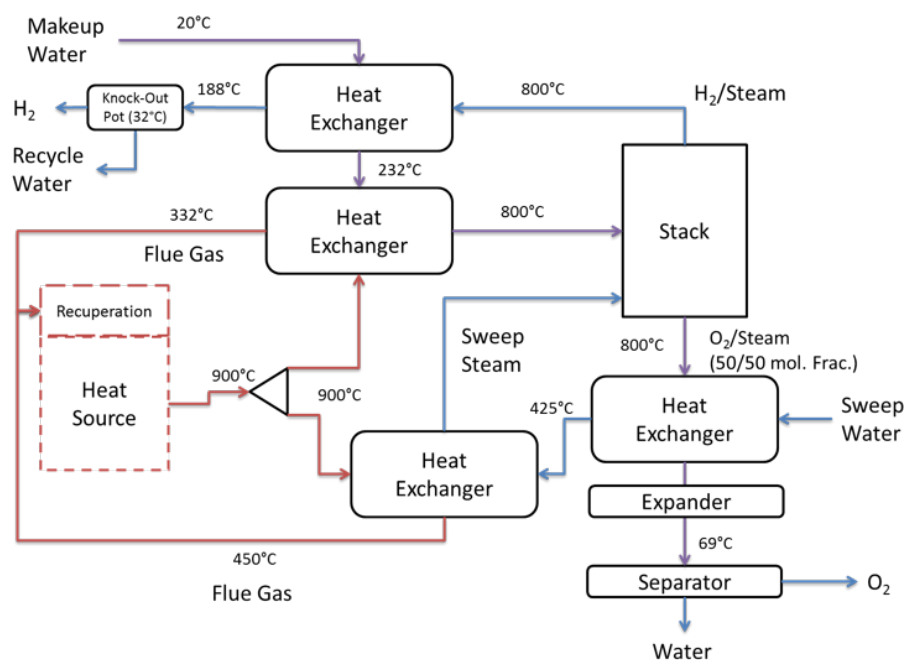 Makeup
Water
20°C
Heat
Exchanger
188°C
800°C
H₂/Steam
Knock-Out
Pot (32°C)
H₂
Recycle
Water
232°C
332°C
Heat
Exchanger
800°C
Stack
Flue Gas
Recuperation
Heat
Source
900°C
900°C
Sweep
Steam
800°C
O₂/Steam
(50/50 mol. Frac.)
425°C
Heat
Exchanger
Sweep
Water
Heat
Exchanger
Expander
450°C
Flue Gas
69°C
Separator
O₂
Water